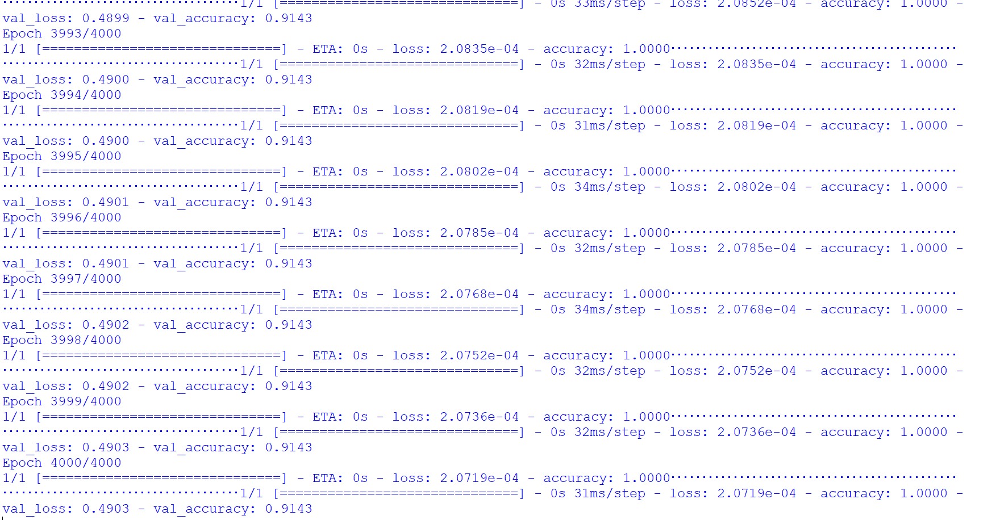 1/1 [==============================] - 0s 33ms/step - loss: 2.0852e-04 - accuracy: 1.0000 -
val_loss: 0.4899 - val_accuracy: 0.9143
Epoch 3993/4000
1/1 [==============================] - ETA: 0s - loss: 2.0835e-04 - accuracy: 1.0000
1/1 [==============================] - 0s 32ms/step - loss: 2.0835e-04 - accuracy: 1.0000 -
val_loss: 0.4900 - val_accuracy: 0.9143
Epoch 3994/4000
1/1 [==============================] - ETA: 0s - loss: 2.0819e-04 - accuracy: 1.0000
1/1 [==============================] - 0s 31ms/step - loss: 2.0819e-04 - accuracy: 1.0000 -
val_loss: 0.4900 - val_accuracy: 0.9143
Epoch 3995/4000
1/1 [==============================] - ETA: 0s - loss: 2.0802e-04 - accuracy: 1.0000
1/1 [==============================] - 0s 34ms/step - loss: 2.0802e-04 - accuracy: 1.0000 -
val_loss: 0.4901 - val_accuracy: 0.9143
Epoch 3996/4000
1/1 [==============================] - ETA: 0s - loss: 2.0785e-04 - accuracy: 1.0000
1/1 [==============================] - 0s 32ms/step - loss: 2.0785e-04 - accuracy: 1.0000 -
val_loss: 0.4901 - val_accuracy: 0.9143
Epoch 3997/4000
1/1 [==============================] - ETA: 0s - loss: 2.0768e-04 - accuracy: 1.0000
1/1 [==============================] - 0s 34ms/step - loss: 2.0768e-04 - accuracy: 1.0000 -
val_loss: 0.4902 - val_accuracy: 0.9143
Epoch 3998/4000
1/1 [==============================] - ETA: 0s - loss: 2.0752e-04 - accuracy: 1.0000
1/1 [==============================] - 0s 32ms/step - loss: 2.0752e-04 - accuracy: 1.0000 -
val_loss: 0.4902 - val_accuracy: 0.9143
Epoch 3999/4000
1/1 [==============================] - ETA: 0s - loss: 2.0736e-04 - accuracy: 1.0000
1/1 [==============================] - 0s 32ms/step - loss: 2.0736e-04 - accuracy: 1.0000 -
val_loss: 0.4903 - val_accuracy: 0.9143
Epoch 4000/4000
1/1 [==============================] - ETA: 0s - loss: 2.0719e-04 - accuracy: 1.0000
1/1 [==============================] - 0s 31ms/step - loss: 2.0719e-04 - accuracy: 1.0000 -
val_loss: 0.4903 - val_accuracy: 0.9143